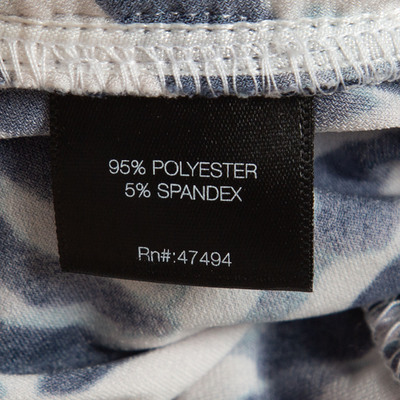 95% POLYESTER
5% SPANDEX
Rn#:47494